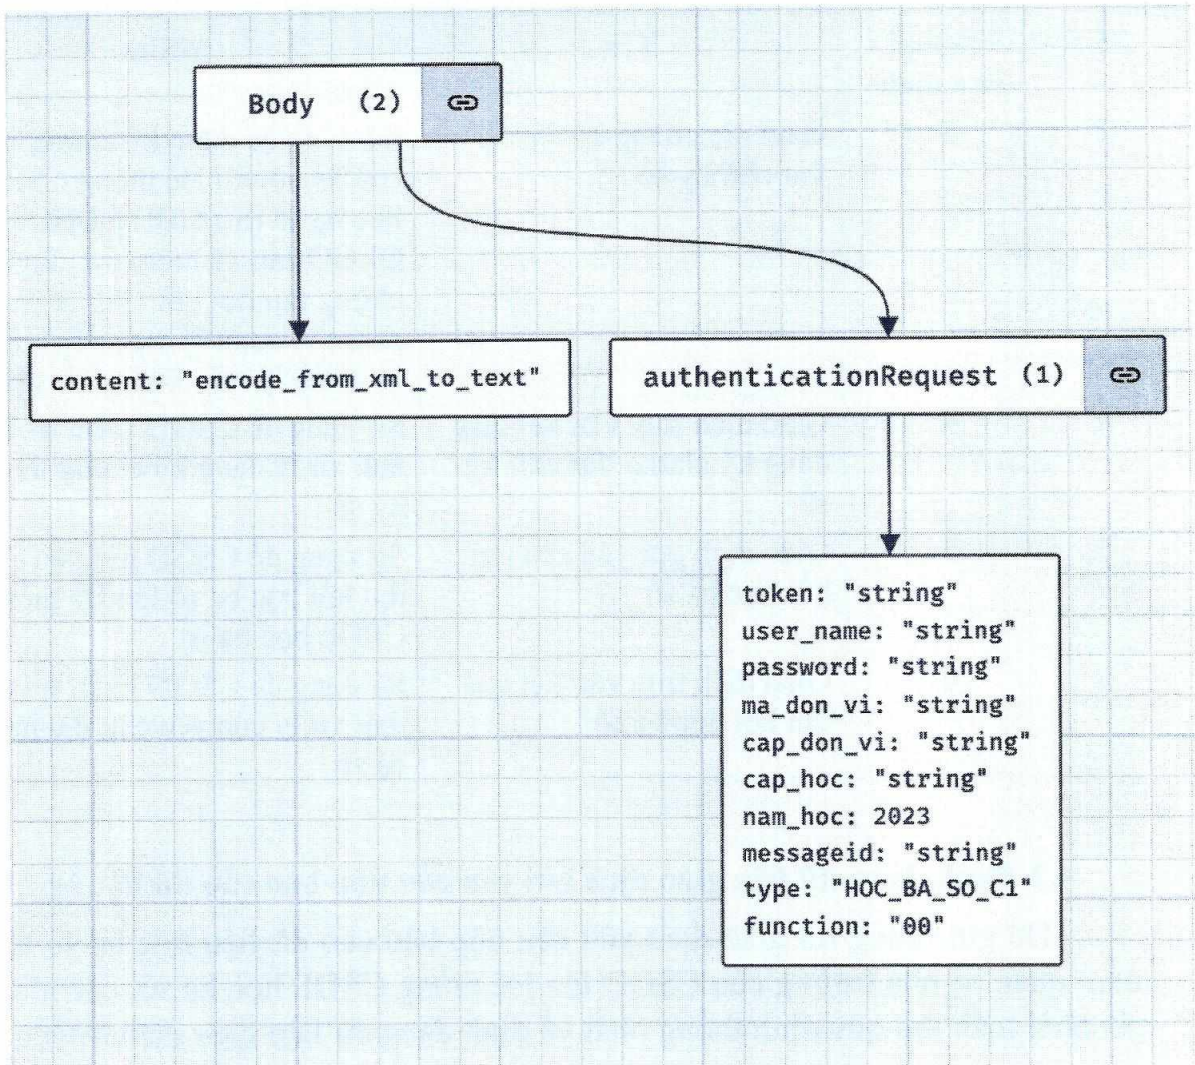 Body (2)
content: "encode_from_xml_to_text"
authenticationRequest (1)
token: "string"
user_name: "string"
password: "string"
ma_don_vi: "string"
cap_don_vi: "string"
cap_hoc: "string"
nam_hoc: 2023
messageid: "string"
type: "HOC_BA_SO_C1"
function: "00"